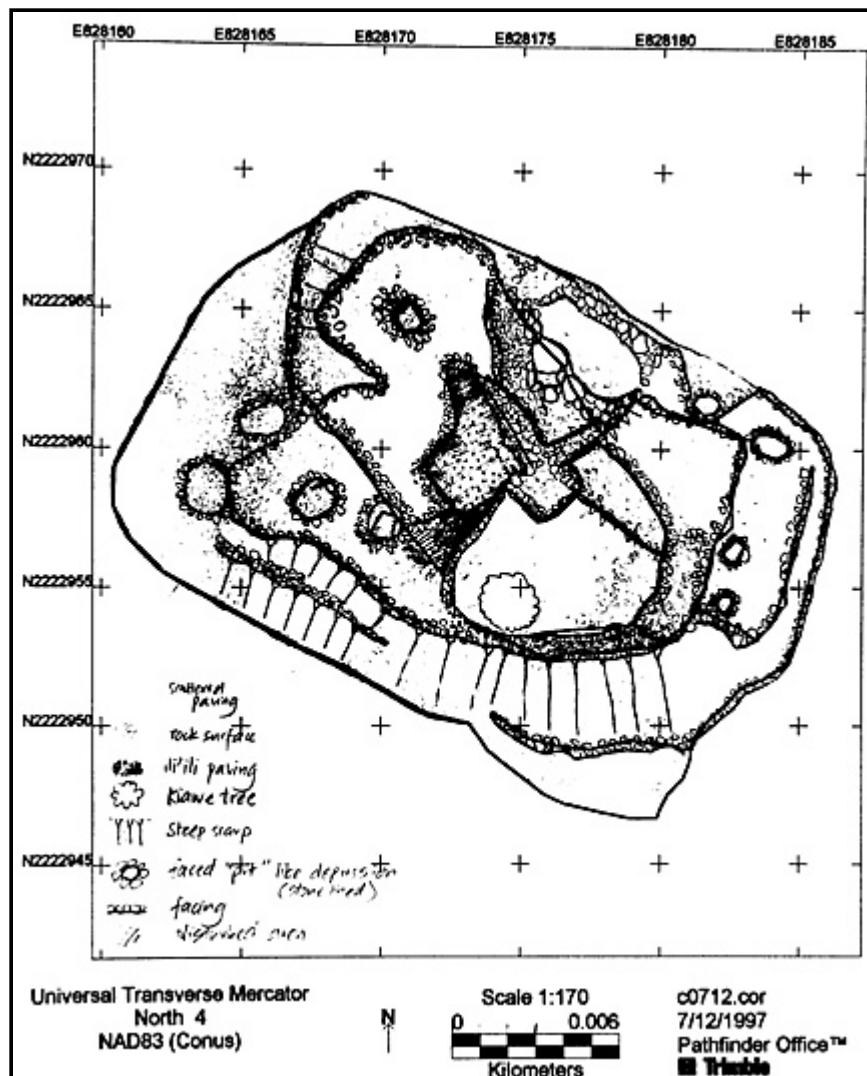 E828160 E828165 E828170 E828175 E828180 E828185
N2222970
N2222965
N2222960
N2222955
N2222950
N2222945
scattered
paving
rock surface
ili'ili paving
Kiawe tree
Steep scarp
faced "pit" like depression
(stone lined)
facing
disturbed area
Universal Transverse Mercator
North 4
NAD83 (Conus)
N
Scale 1:170
0 0.006
Kilometers
c0712.cor
7/12/1997
Pathfinder Office™
Trimble